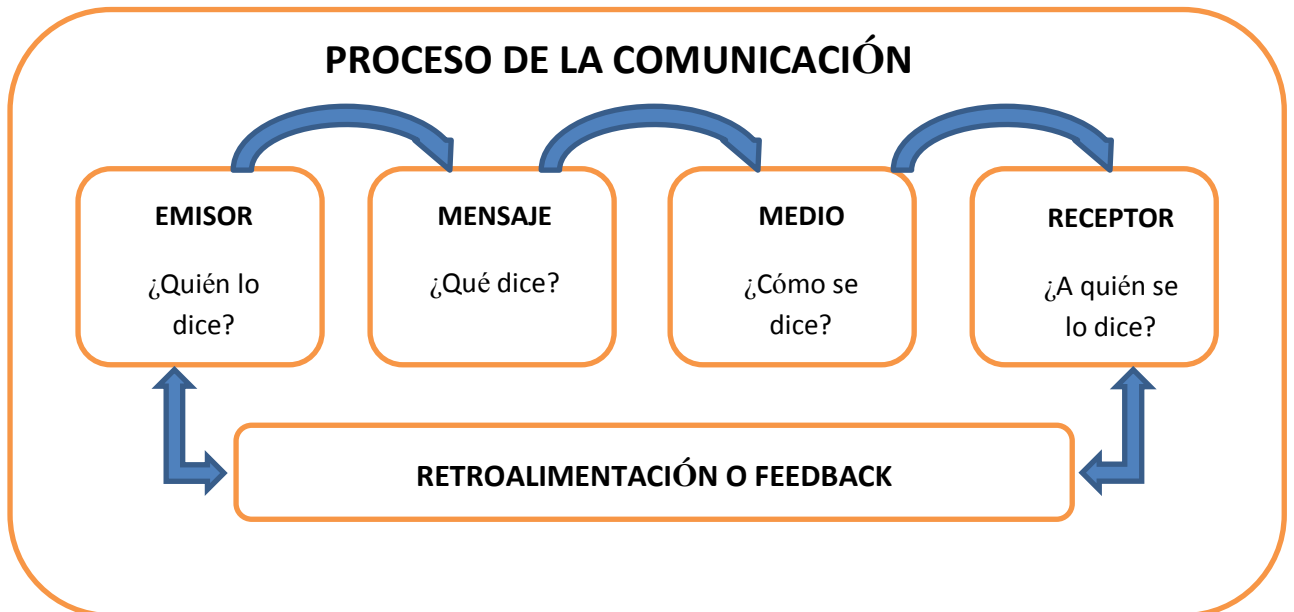 PROCESO DE LA COMUNICACIÓN
EMISOR
¿Quién lo
dice?
MENSAJE
¿Qué dice?
MEDIO
¿Cómo se
dice?
RECEPTOR
¿A quién se
lo dice?
RETROALIMENTACIÓN O FEEDBACK